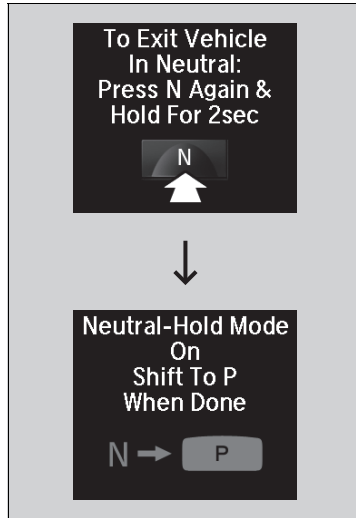 To Exit Vehicle
In Neutral:
Press N Again &
Hold For 2sec
N
Neutral-Hold Mode
On
Shift To P
When Done
N P